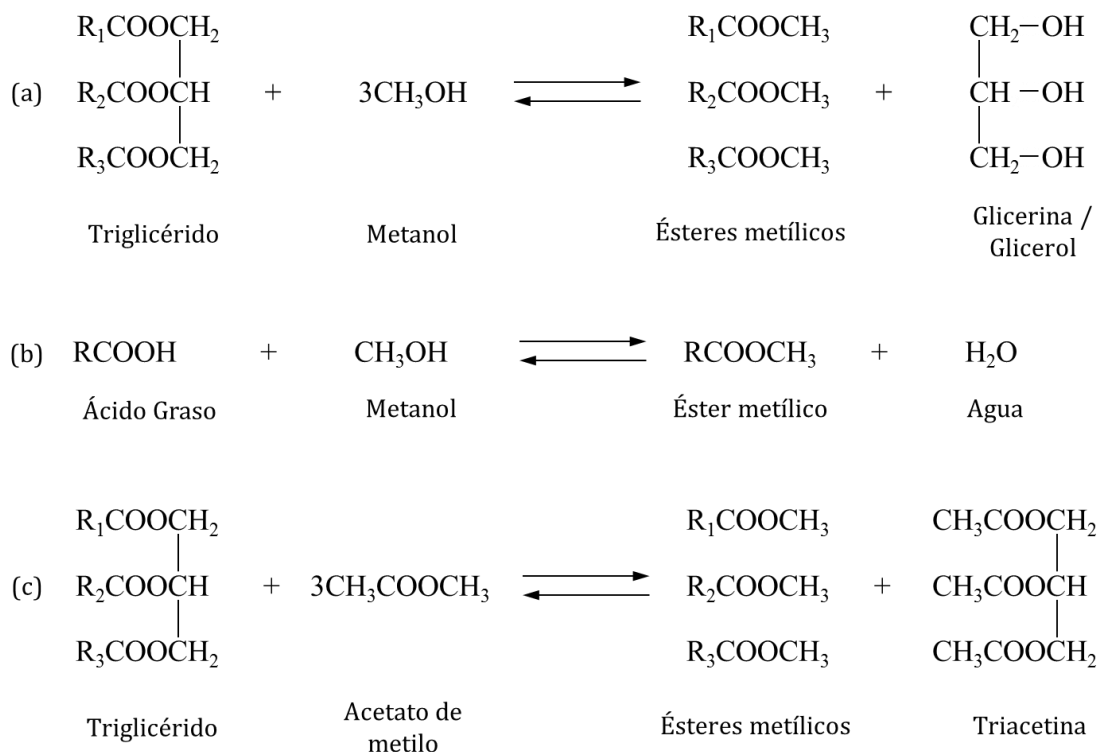 R₁COOCH₂ R₁COOCH₃ CH₂–OH
(a) R₂COOCH + 3CH₃OH R₂COOCH₃ + CH –OH
R₃COOCH₂ R₃COOCH₃ CH₂–OH
Triglicérido Metanol Ésteres metílicos Glicerina /
Glicerol
(b) RCOOH + CH₃OH RCOOCH₃ + H₂O
Ácido Graso Metanol Éster metílico Agua
R₁COOCH₂ R₁COOCH₃ CH₃COOCH₂
(c) R₂COOCH + 3CH₃COOCH₃ R₂COOCH₃ + CH₃COOCH
R₃COOCH₂ R₃COOCH₃ CH₃COOCH₂
Triglicérido Acetato de Ésteres metílicos Triacetina
metilo